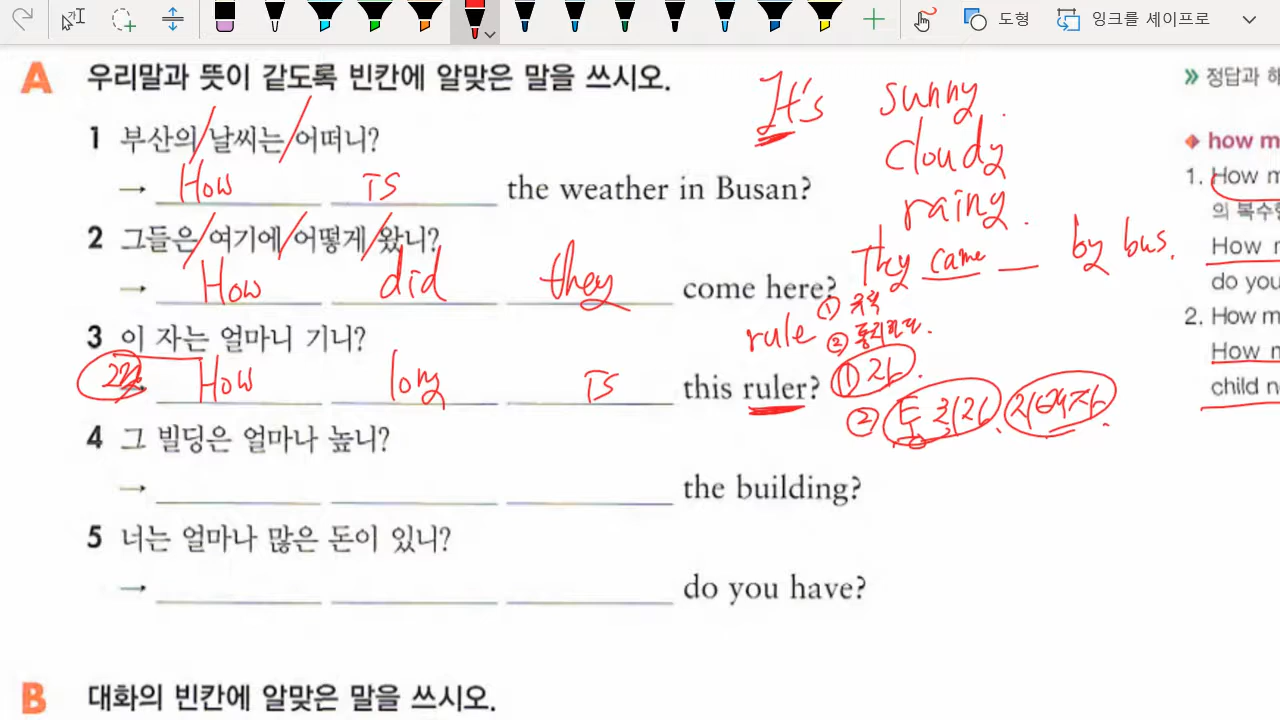 도형 잉크를 셰이프로
A 우리말과 뜻이 같도록 빈칸에 알맞은 말을 쓰시오.
1 부산의/날씨는/어떠니?
→ How is the weather in Busan?
2 그들은/여기에/어떻게/왔니?
→ How did they come here?
3 이 자는 얼마니 기니?
→ How long is this ruler?
4 그 빌딩은 얼마나 높니?
→ the building?
5 너는 얼마나 많은 돈이 있니?
→ do you have?
B 대화의 빈칸에 알맞은 말을 쓰시오.
It's sunny.
cloudy
rainy.
They came by bus.
rule ① 규칙
② 통치하다.
① 자.
② 통치자. 지배자.
» 정답과 해
◆ how m
1. How m
의 복수형
How m
do you
2. How m
How m
child n